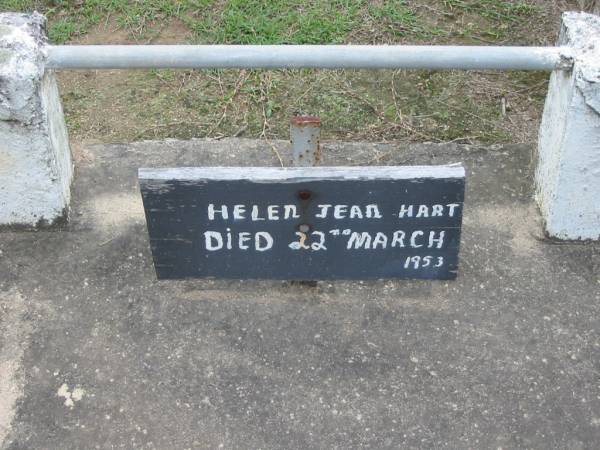 HELEN JEAN HART
DIED 22ND MARCH
1953